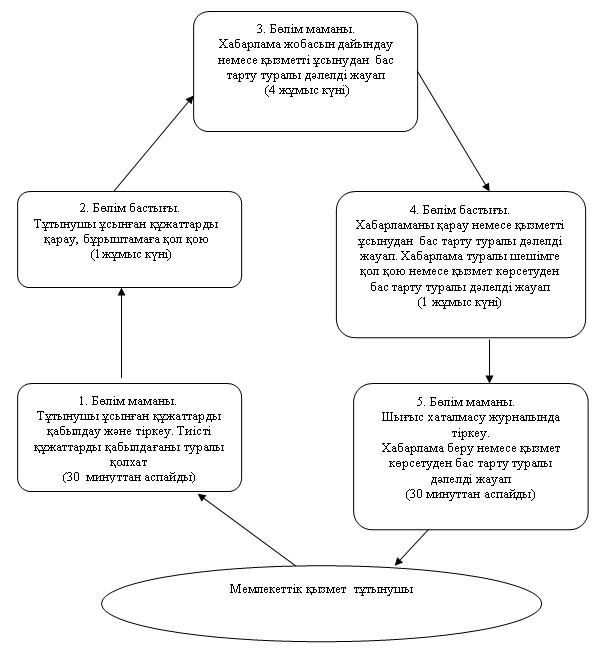 3. Бөлім маманы.
Хабарлама жобасын дайындау
немесе қызметті ұсынудан бас
тарту туралы дәлелді жауап
(4 жұмыс күні)
2. Бөлім бастығы.
Тұтынушы ұсынған құжаттарды
қарау, бұрыштамаға қол қою
(1жұмыс күні)
4. Бөлім бастығы.
Хабарламаны қарау немесе қызметті
ұсынудан бас тарту туралы дәлелді
жауап. Хабарлама туралы шешімге
қол қою немесе қызмет көрсетуден
бас тарту туралы дәлелді жауап
(1 жұмыс күні)
1. Бөлім маманы.
Тұтынушы ұсынған құжаттарды
қабылдау және тіркеу. Тиісті
құжаттарды қабылдағаны туралы
қолхат
(30 минуттан аспайды)
5. Бөлім маманы.
Шығыс хаталмасу журналында
тіркеу.
Хабарлама беру немесе қызмет
көрсетуден бас тарту туралы
дәлелді жауап
(30 минуттан аспайды)
Мемлекеттік қызмет тұтынушы